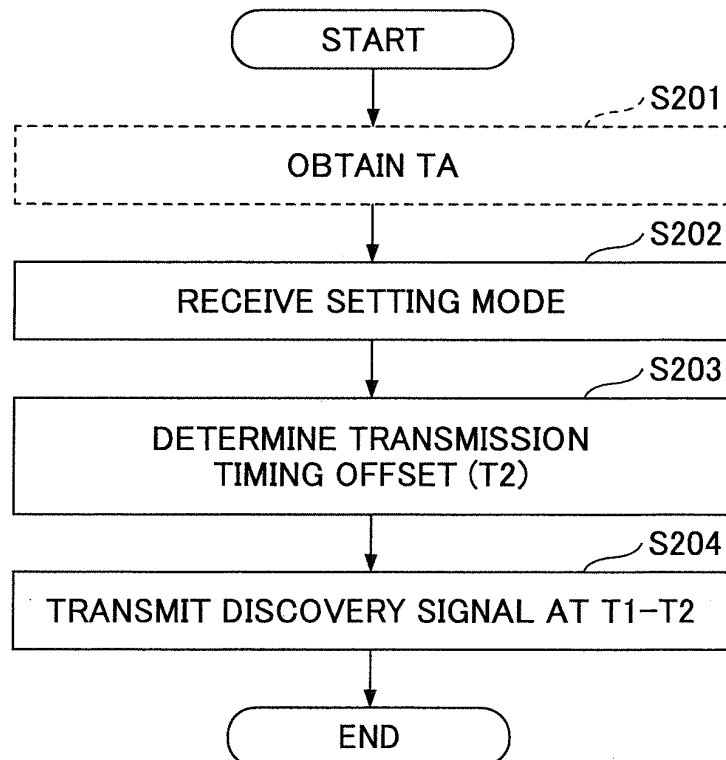 START
S201
OBTAIN TA
S202
RECEIVE SETTING MODE
S203
DETERMINE TRANSMISSION
TIMING OFFSET (T2)
S204
TRANSMIT DISCOVERY SIGNAL AT T1-T2
END